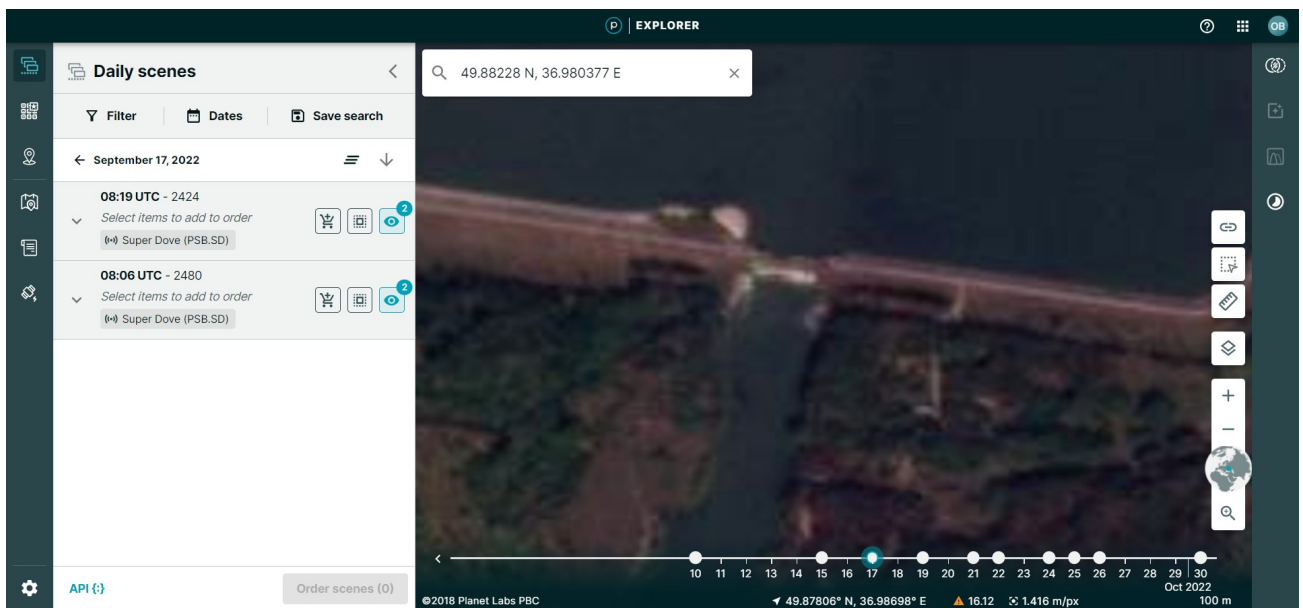 p | EXPLORER
OB
Daily scenes
49.88228 N, 36.980377 E
Filter
Dates
Save search
September 17, 2022
08:19 UTC - 2424
Select items to add to order
Super Dove (PSB.SD)
2
08:06 UTC - 2480
Select items to add to order
Super Dove (PSB.SD)
2
10 11 12 13 14 15 16 17 18 19 20 21 22 23 24 25 26 27 28 29 30
Oct 2022
API {:}
Order scenes (0)
©2018 Planet Labs PBC
49.87806° N, 36.98698° E
16.12
1.416 m/px
100 m